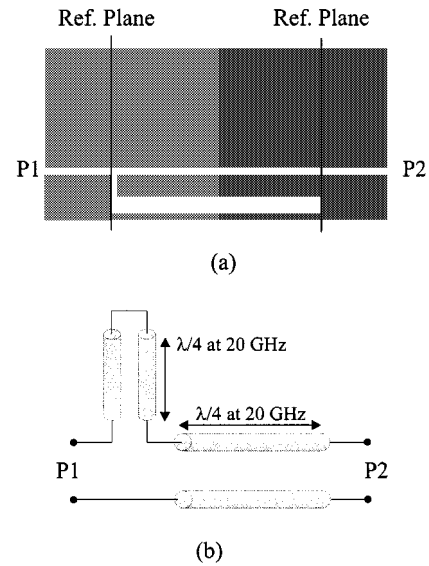 Ref. Plane Ref. Plane
P1 P2
(a)
λ/4 at 20 GHz
λ/4 at 20 GHz
P1 P2
(b)